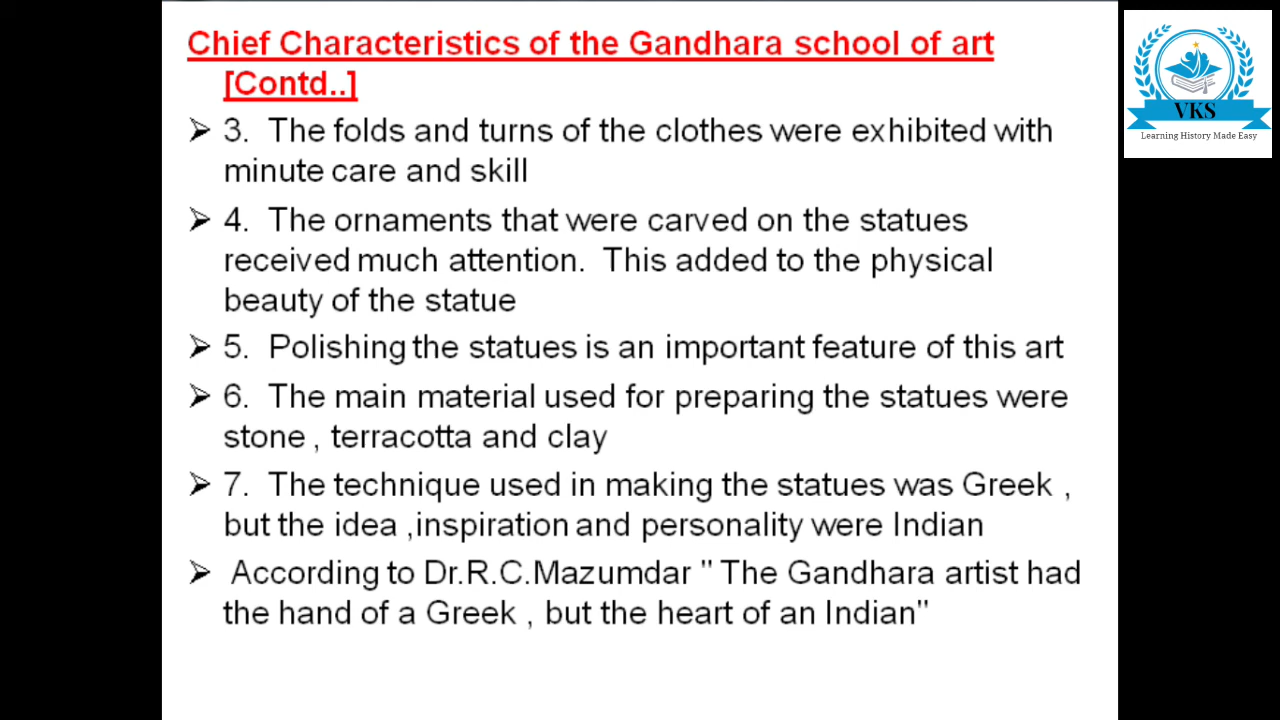 Chief Characteristics of the Gandhara school of art
[Contd..]
➢ 3. The folds and turns of the clothes were exhibited with
minute care and skill
➢ 4. The ornaments that were carved on the statues
received much attention. This added to the physical
beauty of the statue
➢ 5. Polishing the statues is an important feature of this art
➢ 6. The main material used for preparing the statues were
stone , terracotta and clay
➢ 7. The technique used in making the statues was Greek ,
but the idea ,inspiration and personality were Indian
➢ According to Dr.R.C.Mazumdar " The Gandhara artist had
the hand of a Greek , but the heart of an Indian"
VKS
Learning History Made Easy